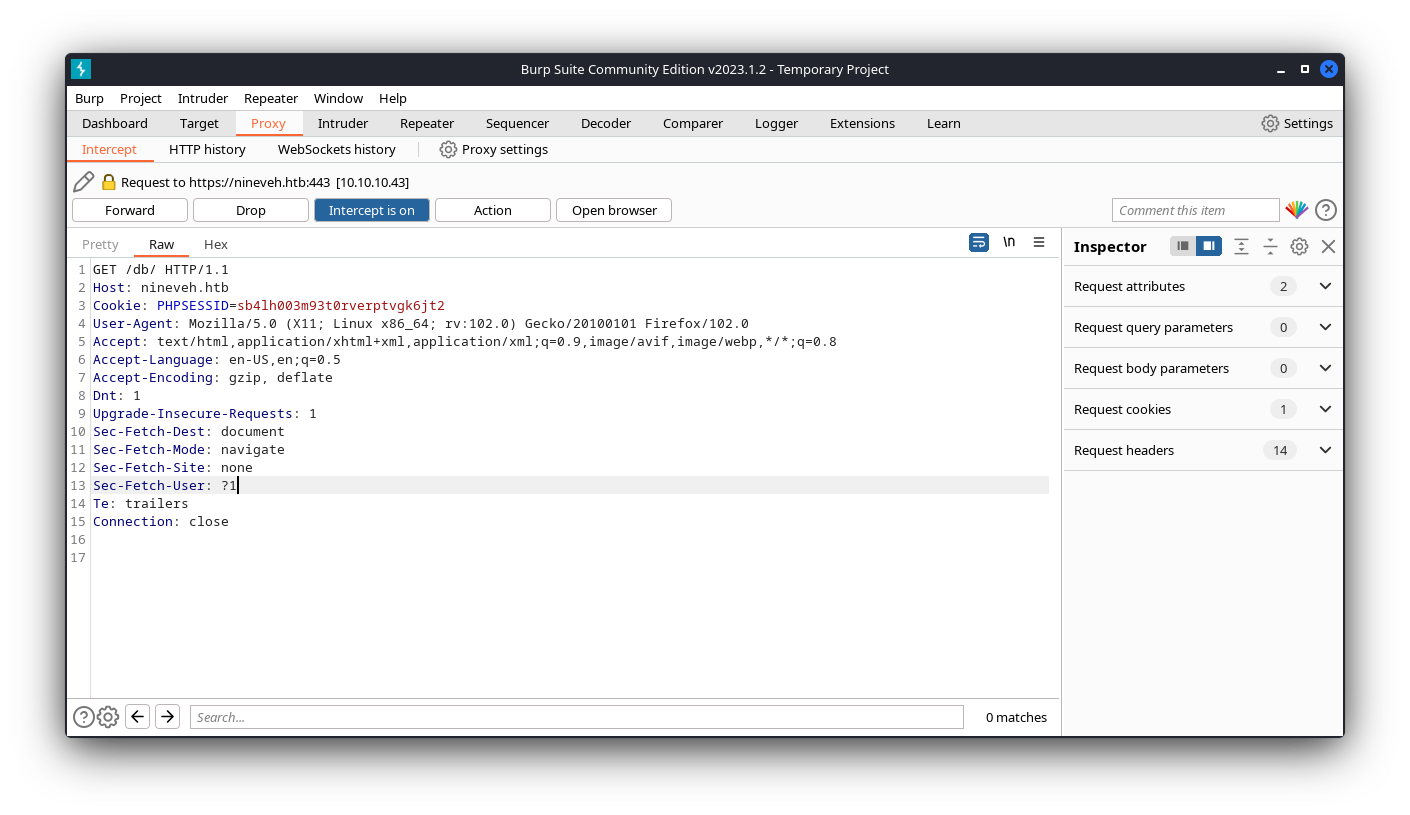 Burp Suite Community Edition v2023.1.2 - Temporary Project
Burp Project Intruder Repeater Window Help
Dashboard Target Proxy Intruder Repeater Sequencer Decoder Comparer Logger Extensions Learn Settings
Intercept HTTP history WebSockets history Proxy settings
Request to https://nineveh.htb:443 [10.10.10.43]
Forward Drop Intercept is on Action Open browser Comment this item
Pretty Raw Hex \n Inspector
1 GET /db/ HTTP/1.1
2 Host: nineveh.htb
3 Cookie: PHPSESSID=sb4lh003m93t0rverptvgk6jt2
4 User-Agent: Mozilla/5.0 (X11; Linux x86_64; rv:102.0) Gecko/20100101 Firefox/102.0
5 Accept: text/html,application/xhtml+xml,application/xml;q=0.9,image/avif,image/webp,*/*;q=0.8
6 Accept-Language: en-US,en;q=0.5
7 Accept-Encoding: gzip, deflate
8 Dnt: 1
9 Upgrade-Insecure-Requests: 1
10 Sec-Fetch-Dest: document
11 Sec-Fetch-Mode: navigate
12 Sec-Fetch-Site: none
13 Sec-Fetch-User: ?1
14 Te: trailers
15 Connection: close
16
17
Request attributes 2
Request query parameters 0
Request body parameters 0
Request cookies 1
Request headers 14
Search... 0 matches